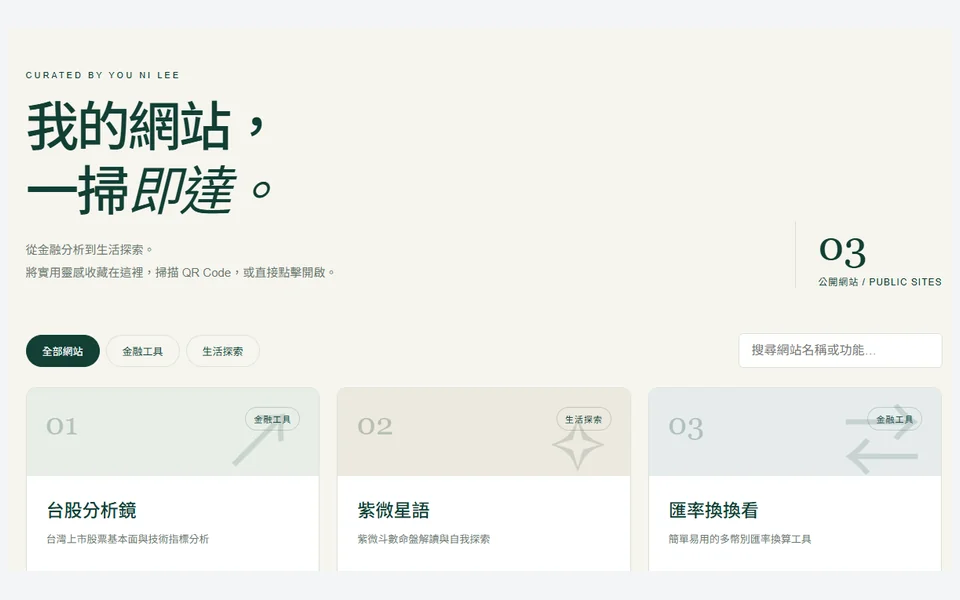 CURATED BY YOU NI LEE
我的網站，
一掃即達。
從金融分析到生活探索。
將實用靈感收藏在這裡，掃描 QR Code，或直接點擊開啟。
03
公開網站 / PUBLIC SITES
全部網站
金融工具
生活探索
搜尋網站名稱或功能…
01
金融工具
台股分析鏡
台灣上市股票基本面與技術指標分析
02
生活探索
紫微星語
紫微斗數命盤解讀與自我探索
03
金融工具
匯率換換看
簡單易用的多幣別匯率換算工具